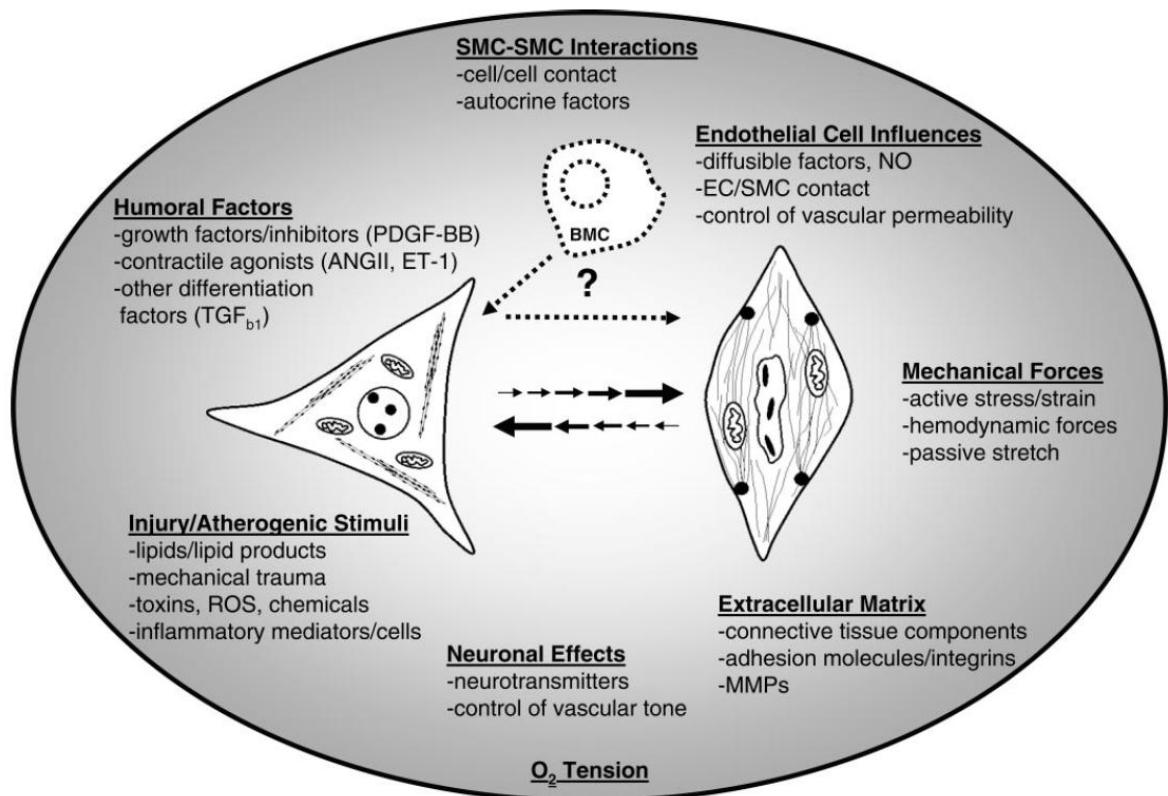 SMC-SMC Interactions
-cell/cell contact
-autocrine factors
Endothelial Cell Influences
-diffusible factors, NO
-EC/SMC contact
-control of vascular permeability
Humoral Factors
-growth factors/inhibitors (PDGF-BB)
-contractile agonists (ANGII, ET-1)
-other differentiation
factors (TGFb1)
BMC
?
Mechanical Forces
-active stress/strain
-hemodynamic forces
-passive stretch
Injury/Atherogenic Stimuli
-lipids/lipid products
-mechanical trauma
-toxins, ROS, chemicals
-inflammatory mediators/cells
Extracellular Matrix
-connective tissue components
-adhesion molecules/integrins
-MMPs
Neuronal Effects
-neurotransmitters
-control of vascular tone
O2 Tension